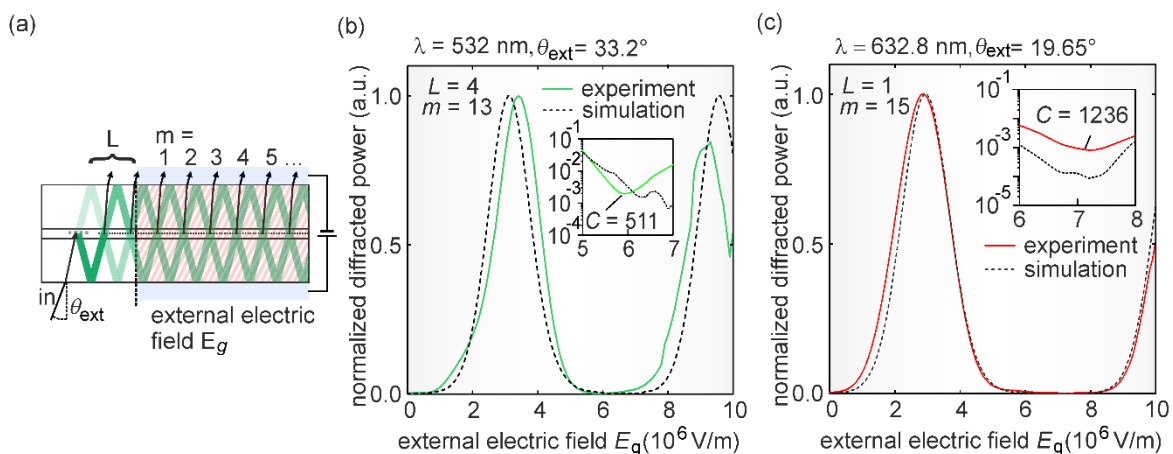 (a)
L
m =
1 2 3 4 5 ...
in
θext
external electric
field Eg
(b)
λ = 532 nm, θext= 33.2°
normalized diffracted power (a.u.)
1.0
0.5
0.0
L = 4
m = 13
experiment
simulation
10-1
10-2
10-3
10-4
10
5 6 7
C = 511
0 2 4 6 8 10
external electric field Eg(106 V/m)
(c)
λ = 632.8 nm, θext= 19.65°
normalized diffracted power (a.u.)
1.0
0.5
0.0
L = 1
m = 15
10-1
10-3
10-5
6 7 8
C = 1236
experiment
simulation
0 2 4 6 8 10
external electric field Eg(106 V/m)